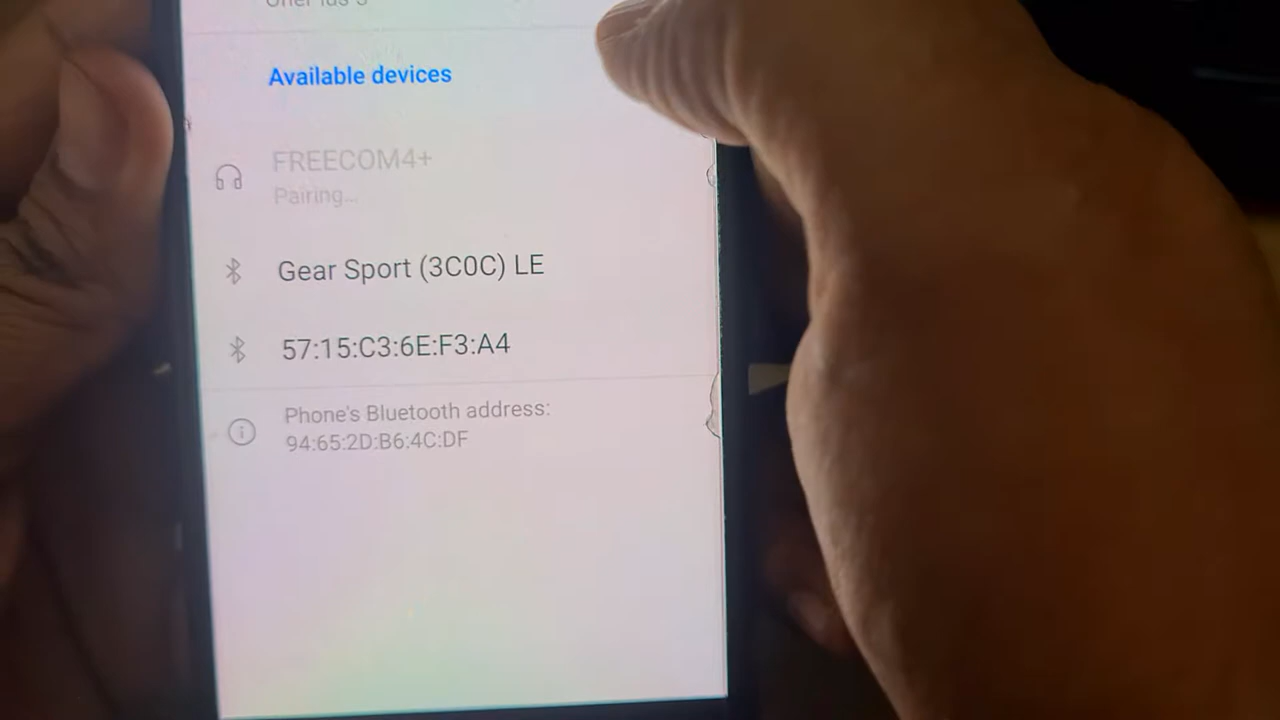 Available devices
FREECOM4+
Pairing...
Gear Sport (3C0C) LE
57:15:C3:6E:F3:A4
Phone's Bluetooth address:
94:65:2D:B6:4C:DF